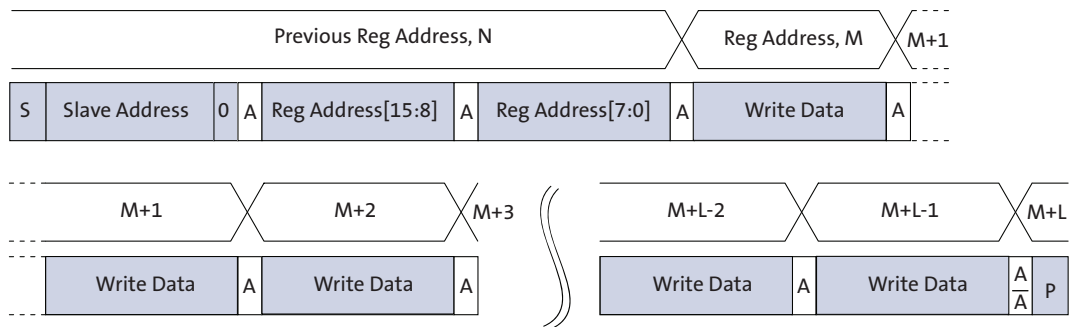 Previous Reg Address, N Reg Address, M M+1
S Slave Address 0 A Reg Address[15:8] A Reg Address[7:0] A Write Data A
M+1 M+2 M+3 M+L-2 M+L-1 M+L
Write Data A Write Data A Write Data A Write Data A P
A